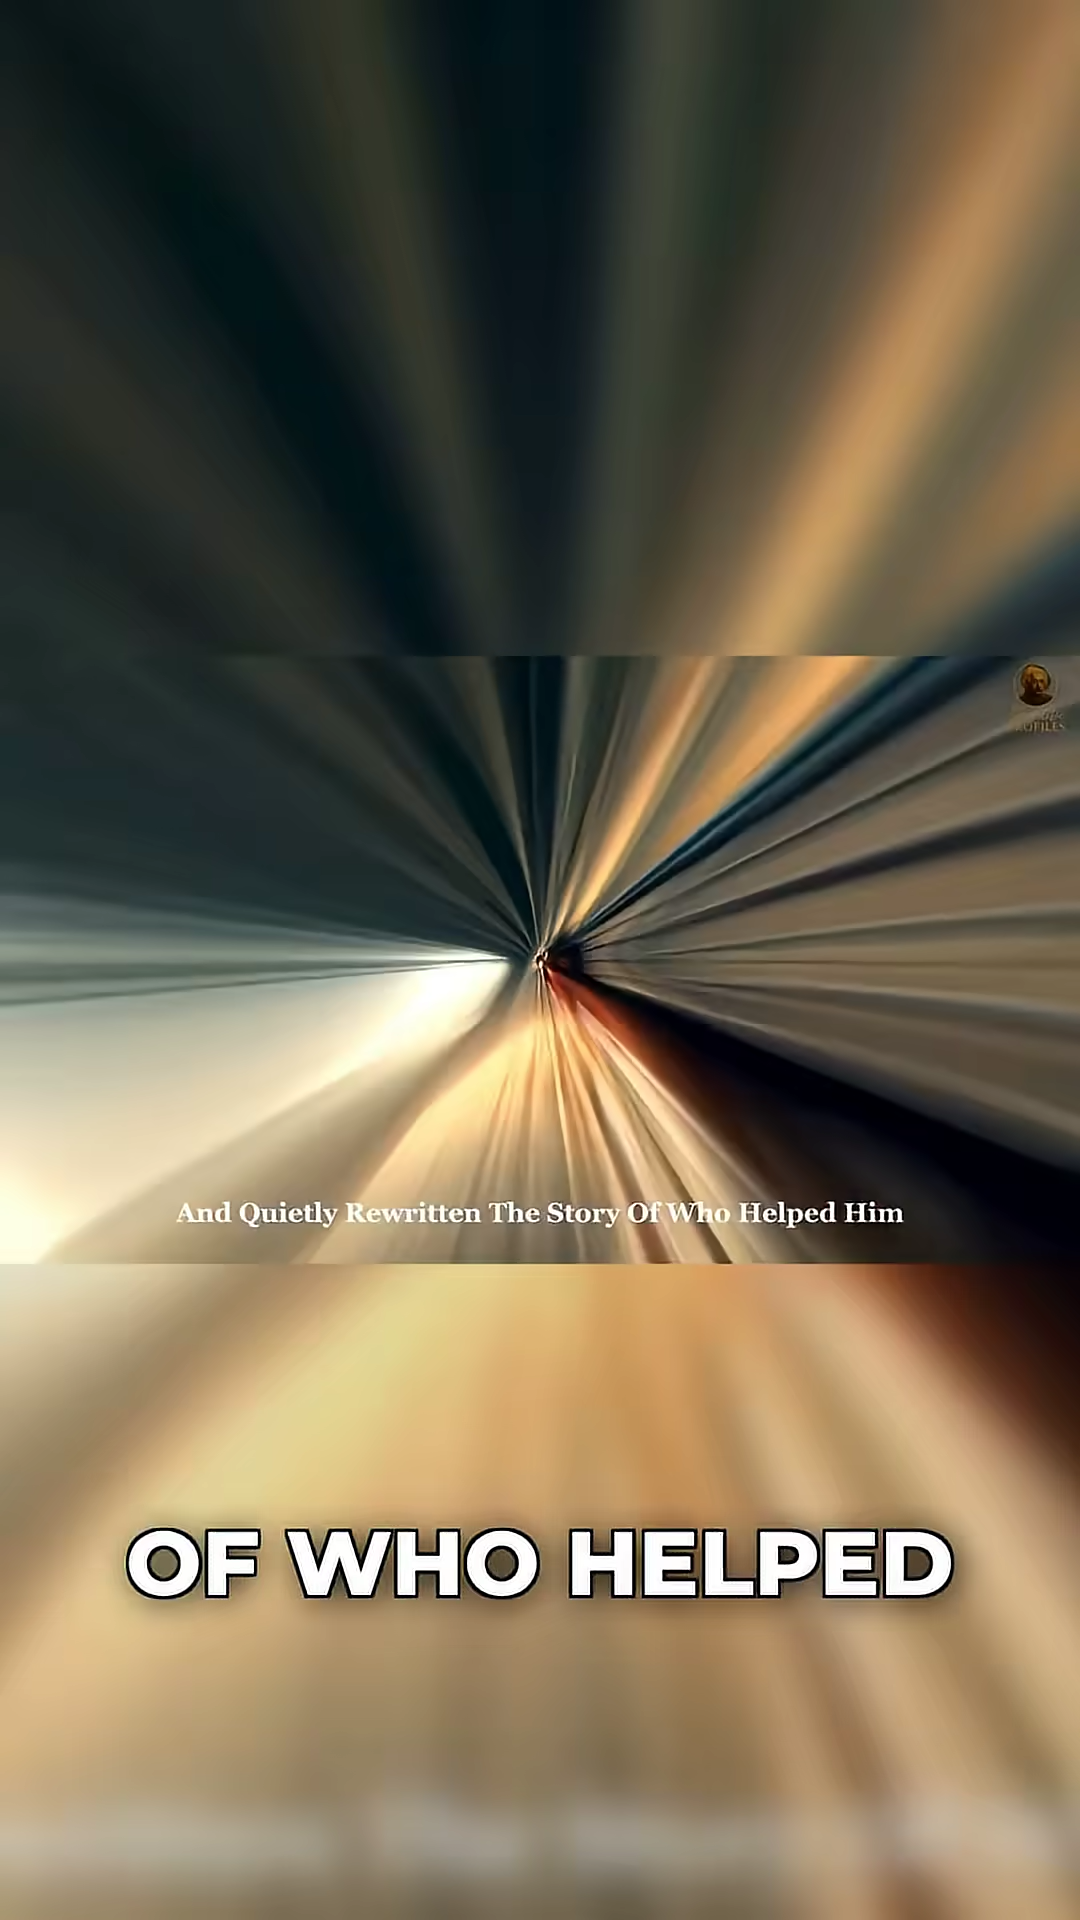 And Quietly Rewritten The Story Of Who Helped Him
OF WHO HELPED